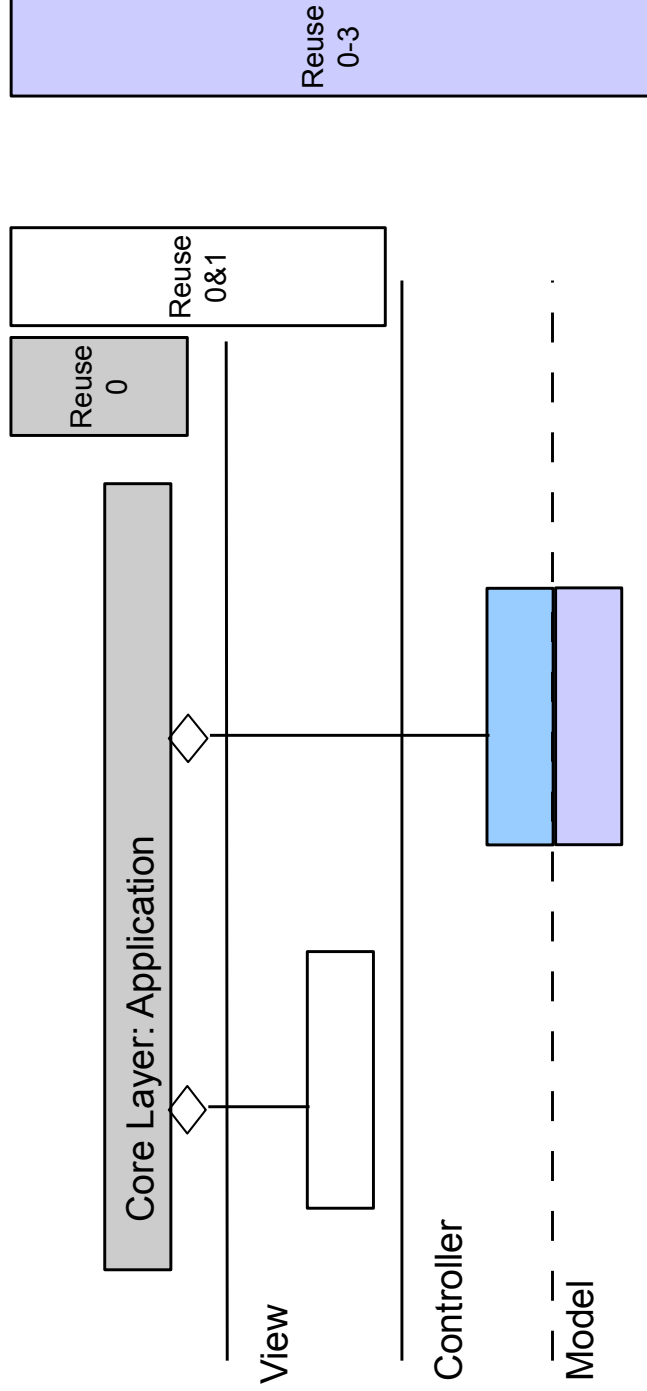 Core Layer: Application
Reuse
0
Reuse
0&1
Reuse
0-3
View
Controller
Model